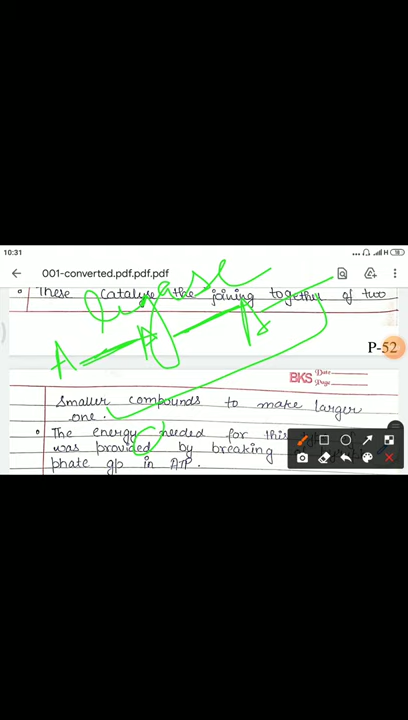 10:31
001-converted.pdf.pdf.pdf
These catalyse the joining together of two
ligase
A
P-52
BKS Date
Page
Smaller compounds to make larger
one.
The energy needed for this
was provided by breaking of
phate gp in ATP.